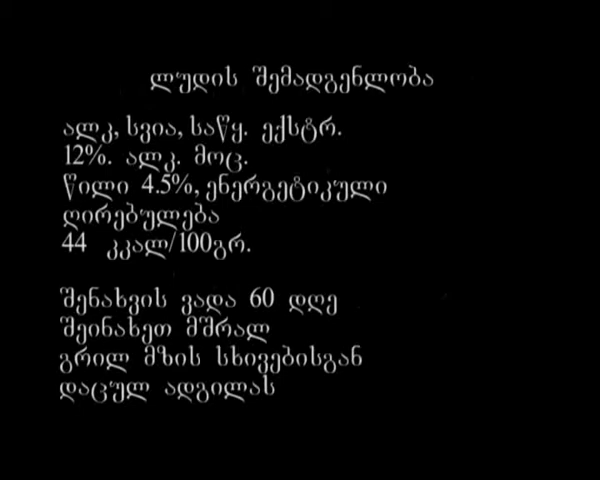 ლუდის შემადგენლობა
ალკ, სვია, საწყ. ექსტრ.
12%. ალკ. მოც.
წილი 4.5%, ენერგეტიკული
ღირებულება
44 კკალ/100გრ.
შენახვის ვადა 60 დღე
შეინახეთ მშრალ
გრილ მზის სხივებისგან
დაცულ ადგილას